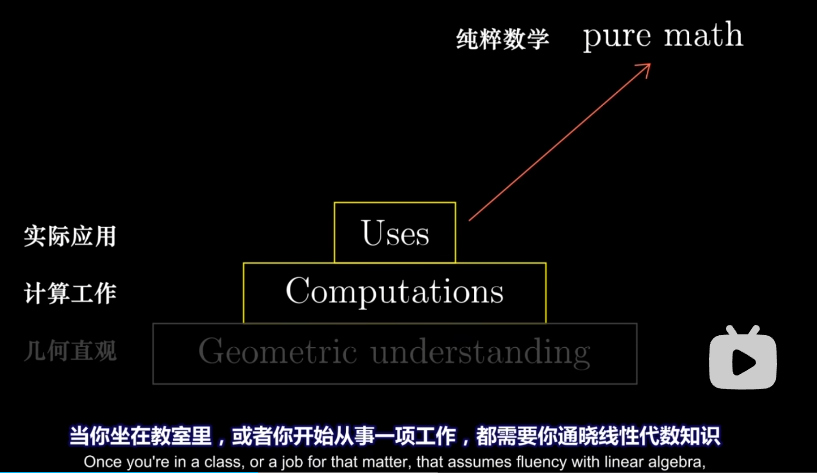 纯粹数学 pure math
实际应用 Uses
计算工作 Computations
几何直观 Geometric understanding
当你坐在教室里，或者你开始从事一项工作，都需要你通晓线性代数知识
Once you're in a class, or a job for that matter, that assumes fluency with linear algebra,